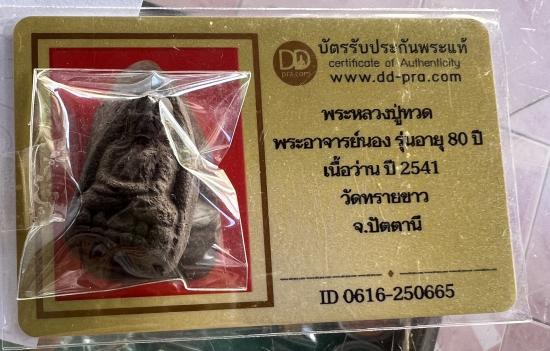 DD
pra.com
บัตรรับประกันพระแท้
certificate of Authenticity
www.dd-pra.com
พระหลวงปู่ทวด
พระอาจารย์นอง รุ่นอายุ 80 ปี
เนื้อว่าน ปี 2541
วัดทรายขาว
จ.ปัตตานี
ID 0616-250665